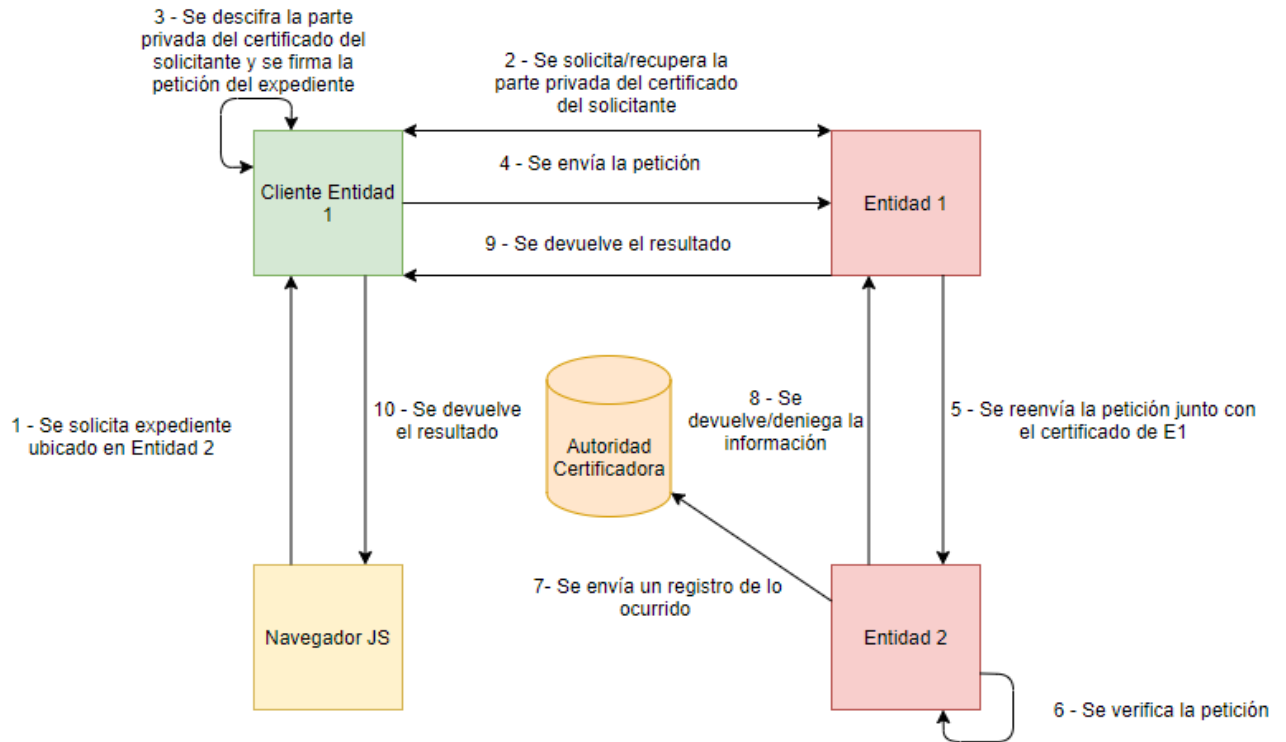 3 - Se descifra la parte
privada del certificado del
solicitante y se firma la
petición del expediente
2 - Se solicita/recupera la
parte privada del certificado
del solicitante
4 - Se envía la petición
Cliente Entidad
1
Entidad 1
9 - Se devuelve el resultado
1 - Se solicita expediente
ubicado en Entidad 2
10 - Se devuelve
el resultado
Autoridad
Certificadora
8 - Se
devuelve/deniega la
información
5 - Se reenvía la petición junto con
el certificado de E1
7- Se envía un registro de lo
ocurrido
Navegador JS
Entidad 2
6 - Se verifica la petición